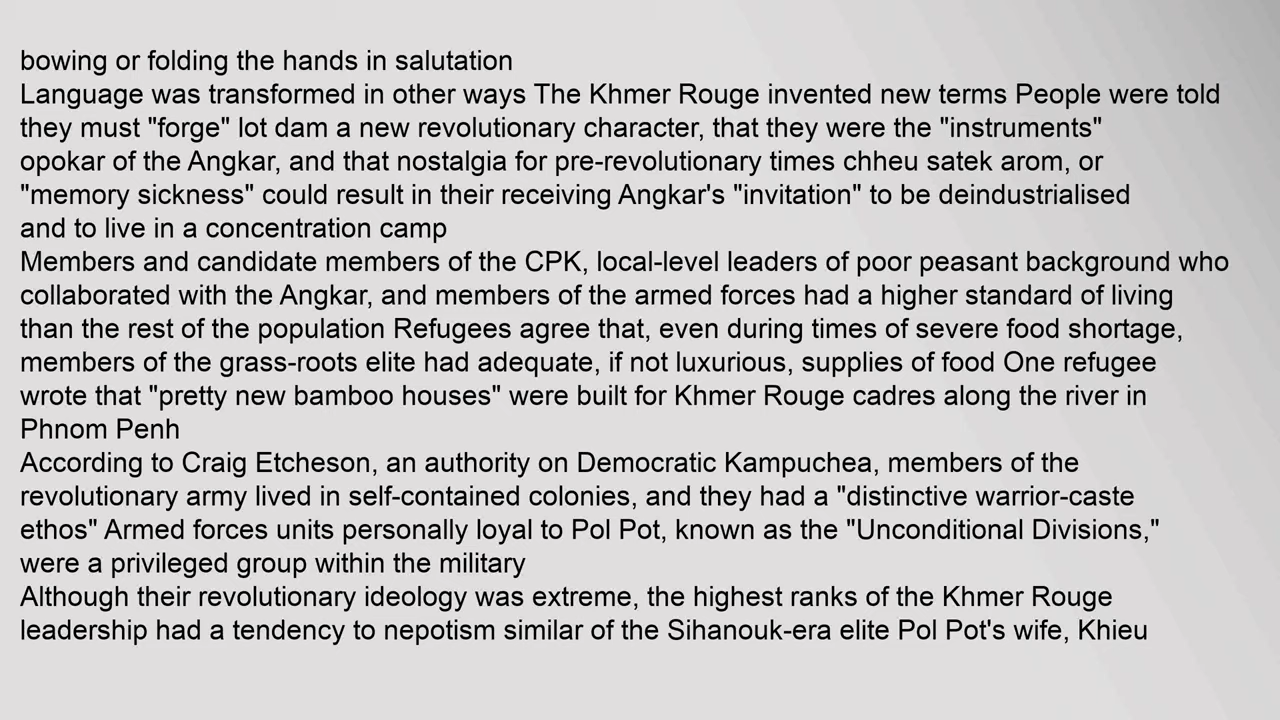 bowing or folding the hands in salutation
Language was transformed in other ways The Khmer Rouge invented new terms People were told
they must "forge" lot dam a new revolutionary character, that they were the "instruments"
opokar of the Angkar, and that nostalgia for pre-revolutionary times chheu satek arom, or
"memory sickness" could result in their receiving Angkar's "invitation" to be deindustrialised
and to live in a concentration camp
Members and candidate members of the CPK, local-level leaders of poor peasant background who
collaborated with the Angkar, and members of the armed forces had a higher standard of living
than the rest of the population Refugees agree that, even during times of severe food shortage,
members of the grass-roots elite had adequate, if not luxurious, supplies of food One refugee
wrote that "pretty new bamboo houses" were built for Khmer Rouge cadres along the river in
Phnom Penh
According to Craig Etcheson, an authority on Democratic Kampuchea, members of the
revolutionary army lived in self-contained colonies, and they had a "distinctive warrior-caste
ethos" Armed forces units personally loyal to Pol Pot, known as the "Unconditional Divisions,"
were a privileged group within the military
Although their revolutionary ideology was extreme, the highest ranks of the Khmer Rouge
leadership had a tendency to nepotism similar of the Sihanouk-era elite Pol Pot's wife, Khieu